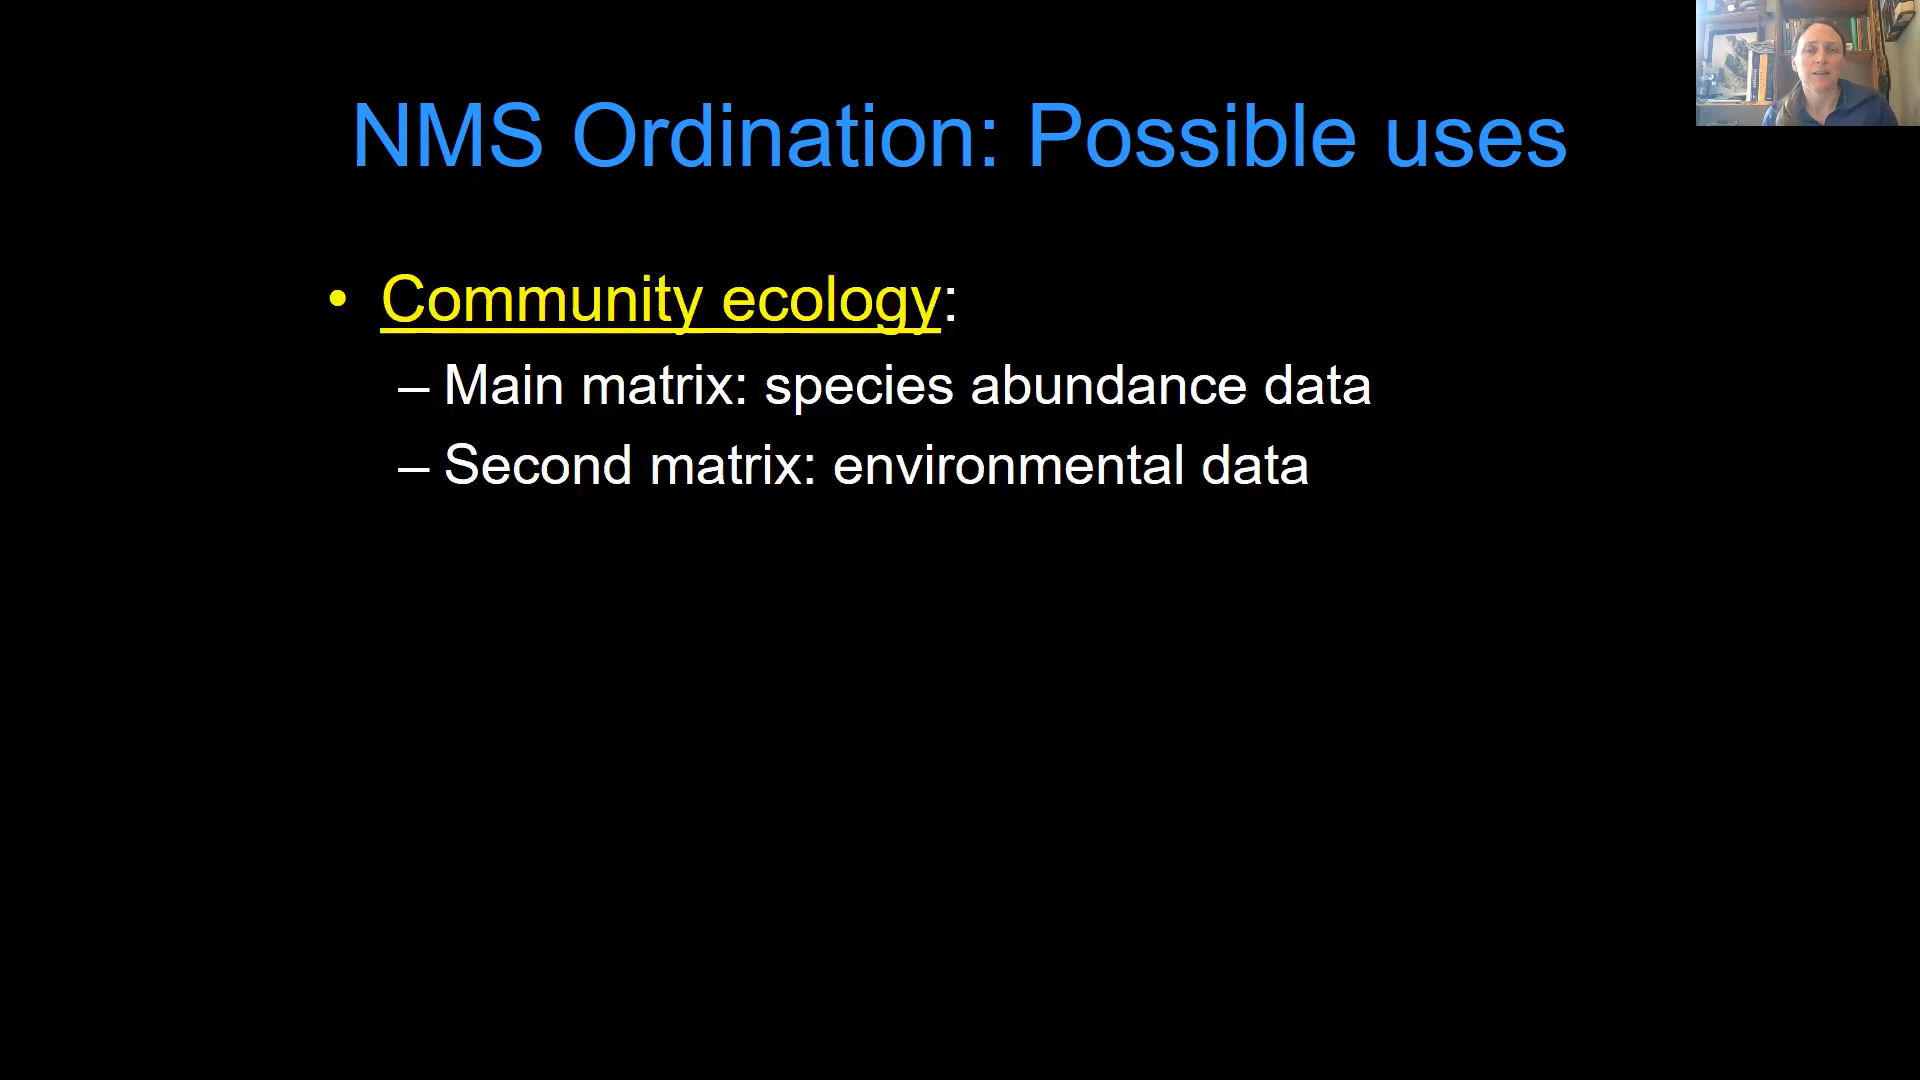 NMS Ordination: Possible uses
• Community ecology:
– Main matrix: species abundance data
– Second matrix: environmental data